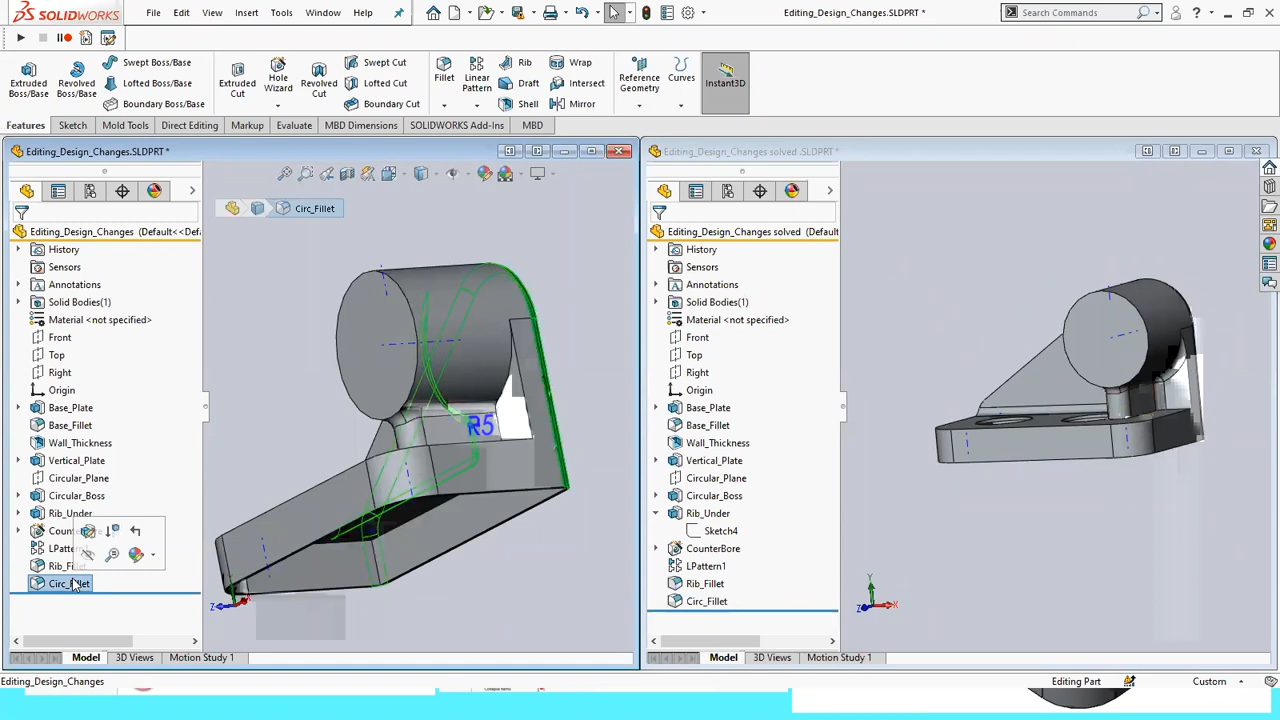 SOLIDWORKS File Edit View Insert Tools Window Help Editing_Design_Changes.SLDPRT * Search Commands
Extruded Boss/Base Revolved Boss/Base Swept Boss/Base Lofted Boss/Base Boundary Boss/Base Extruded Cut Hole Wizard Revolved Cut Swept Cut Lofted Cut Boundary Cut Fillet Linear Pattern Rib Draft Shell Wrap Intersect Mirror Reference Geometry Curves Instant3D
Features Sketch Mold Tools Direct Editing Markup Evaluate MBD Dimensions SOLIDWORKS Add-Ins MBD
Editing_Design_Changes.SLDPRT *
Editing_Design_Changes (Default<<Defa
History
Sensors
Annotations
Solid Bodies(1)
Material <not specified>
Front
Top
Right
Origin
Base_Plate
Base_Fillet
Wall_Thickness
Vertical_Plate
Circular_Plane
Circular_Boss
Rib_Under
LPattern
Rib_Fillet
Circ_Fillet
Circ_Fillet
R5
Model 3D Views Motion Study 1
Editing_Design_Changes solved .SLDPRT *
Editing_Design_Changes solved (Default
History
Sensors
Annotations
Solid Bodies(1)
Material <not specified>
Front
Top
Right
Origin
Base_Plate
Base_Fillet
Wall_Thickness
Vertical_Plate
Circular_Plane
Circular_Boss
Rib_Under
Sketch4
CounterBore
LPattern1
Rib_Fillet
Circ_Fillet
Y
X
Z
Z
Model 3D Views Motion Study 1
Editing_Design_Changes Editing Part Custom